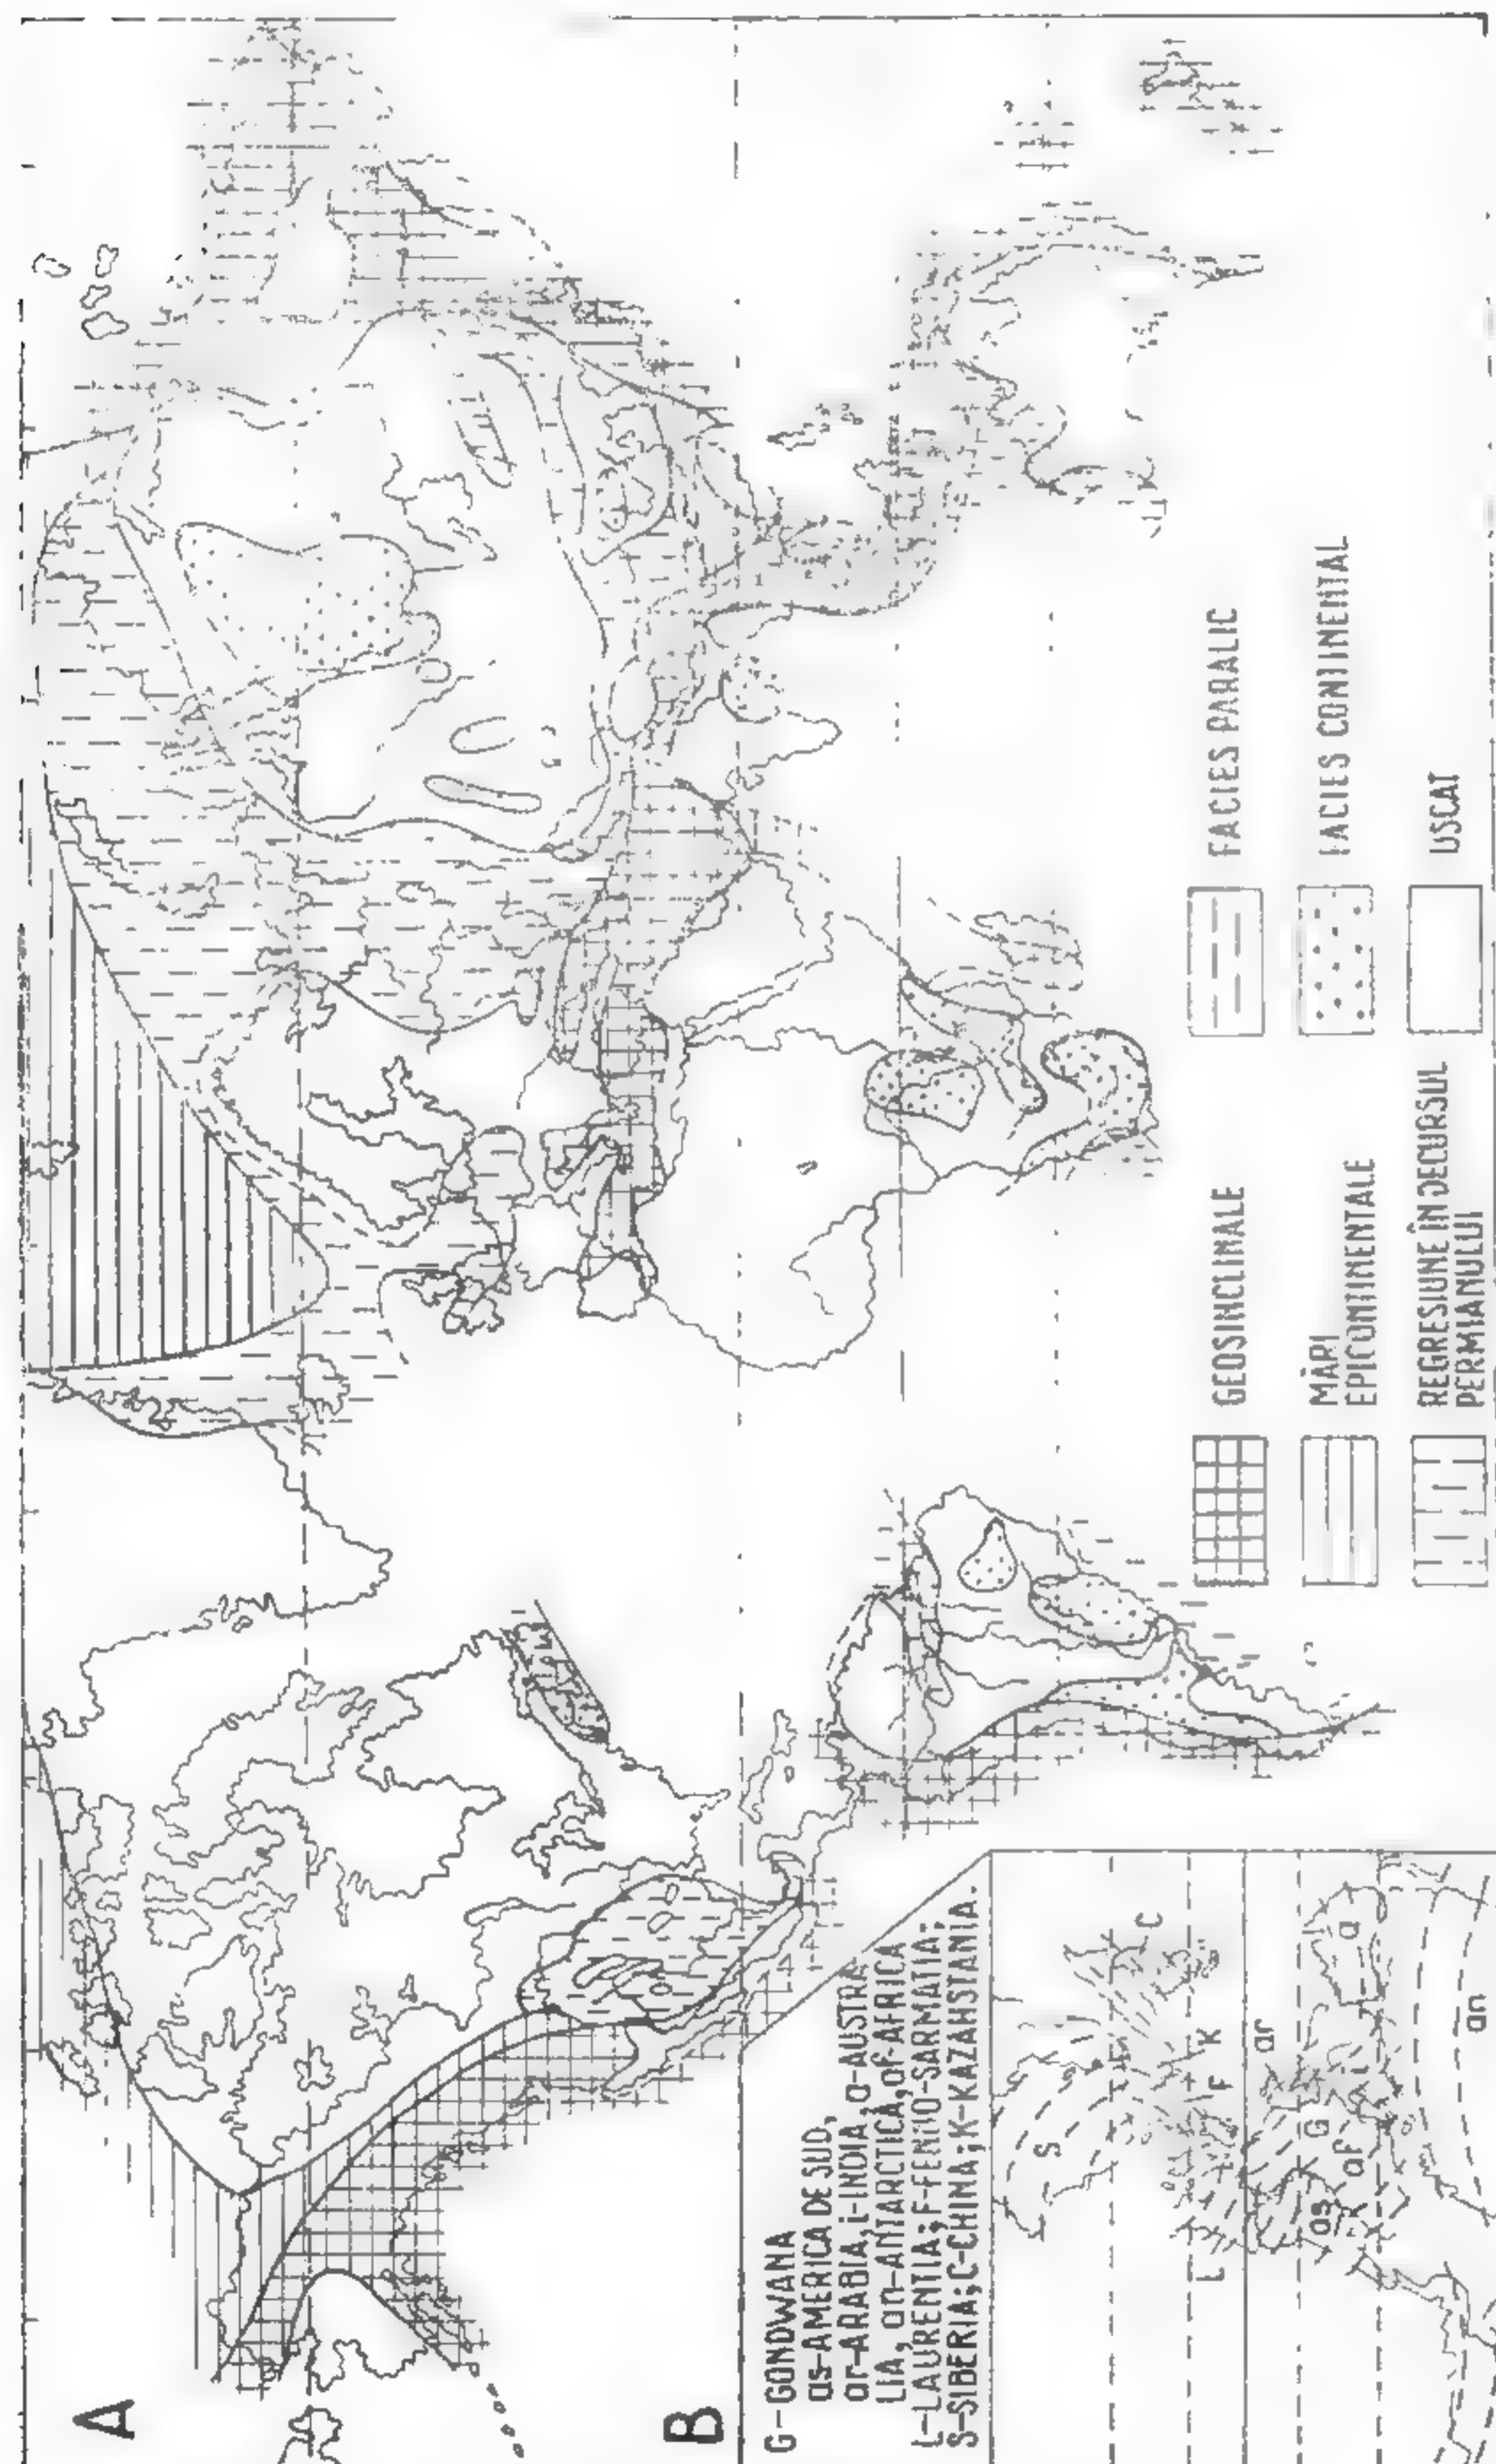 A
B
G-GONDWANA
as-AMERICA DE SUD,
ar-ARABIA, i-INDIA, a-AUSTRA-
LIA, an-ANTARCTICA, af-AFRICA
L-LAURENTIA; F-FENNO-SARMATIA;
S-SIBERIA; C-CHINA; K-KAZAHSTANIA.
GEOSINCLINALE
MĂRI
EPICONTINENTALE
REGRESIUNE ÎN DECURSUL
PERMIANULUI
FACIES PARALIC
FACIES CONTINENTAL
USCAT
S
C
L
F
K
ar
as
G
af
i
a
an